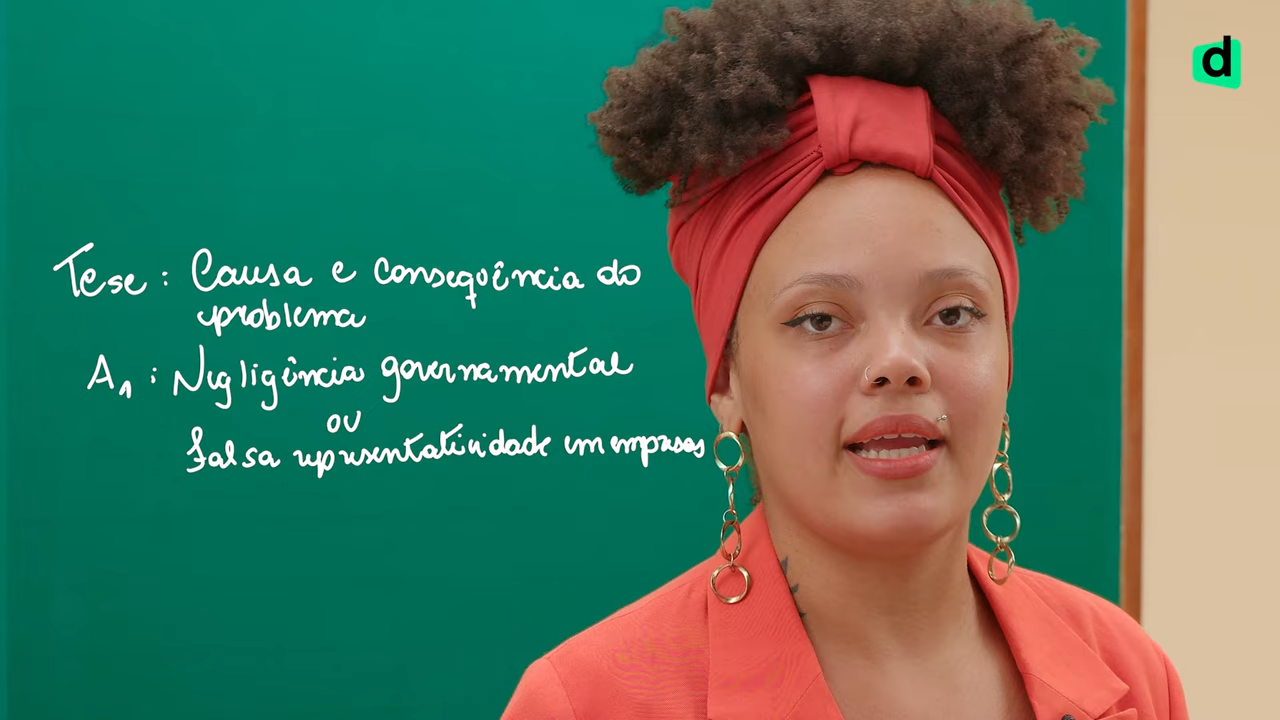 Tese: Causa e consequência do
problema
A1: Negligência governamental
ou
falsa representatividade em empresas
d